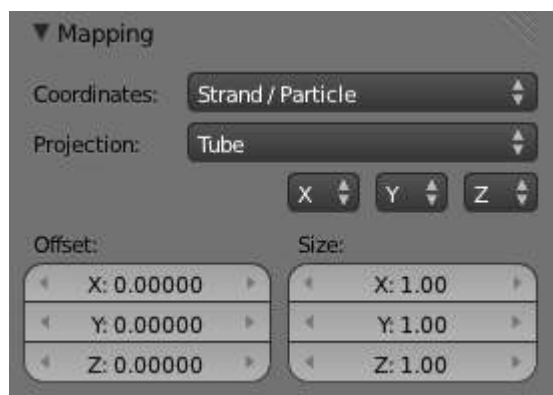 Mapping
Coordinates: Strand / Particle
Projection: Tube
X Y Z
Offset: Size:
X: 0.00000 X: 1.00
Y: 0.00000 Y: 1.00
Z: 0.00000 Z: 1.00